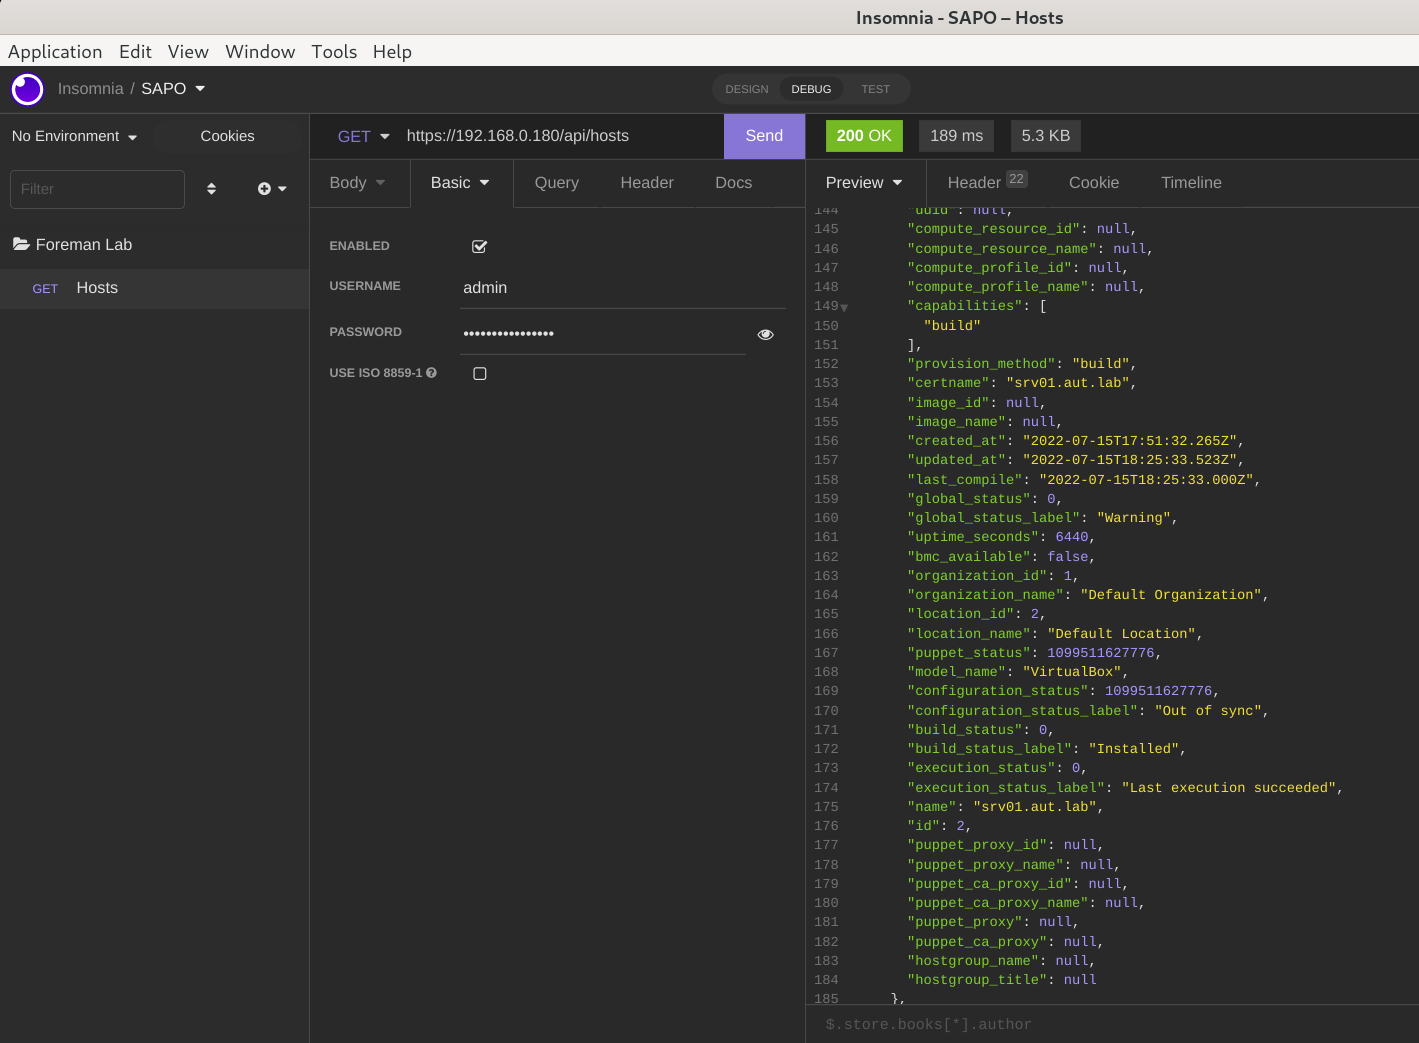 Insomnia - SAPO – Hosts
Application Edit View Window Tools Help
Insomnia / SAPO
DESIGN DEBUG TEST
No Environment Cookies
Filter
Foreman Lab
GET Hosts
GET https://192.168.0.180/api/hosts Send
Body Basic Query Header Docs
ENABLED
USERNAME admin
PASSWORD ••••••••••••••••
USE ISO 8859-1
200 OK 189 ms 5.3 KB
Preview Header 22 Cookie Timeline
144 "uuid": null,
145 "compute_resource_id": null,
146 "compute_resource_name": null,
147 "compute_profile_id": null,
148 "compute_profile_name": null,
149 "capabilities": [
150 "build"
151 ],
152 "provision_method": "build",
153 "certname": "srv01.aut.lab",
154 "image_id": null,
155 "image_name": null,
156 "created_at": "2022-07-15T17:51:32.265Z",
157 "updated_at": "2022-07-15T18:25:33.523Z",
158 "last_compile": "2022-07-15T18:25:33.000Z",
159 "global_status": 0,
160 "global_status_label": "Warning",
161 "uptime_seconds": 6440,
162 "bmc_available": false,
163 "organization_id": 1,
164 "organization_name": "Default Organization",
165 "location_id": 2,
166 "location_name": "Default Location",
167 "puppet_status": 1099511627776,
168 "model_name": "VirtualBox",
169 "configuration_status": 1099511627776,
170 "configuration_status_label": "Out of sync",
171 "build_status": 0,
172 "build_status_label": "Installed",
173 "execution_status": 0,
174 "execution_status_label": "Last execution succeeded",
175 "name": "srv01.aut.lab",
176 "id": 2,
177 "puppet_proxy_id": null,
178 "puppet_proxy_name": null,
179 "puppet_ca_proxy_id": null,
180 "puppet_ca_proxy_name": null,
181 "puppet_proxy": null,
182 "puppet_ca_proxy": null,
183 "hostgroup_name": null,
184 "hostgroup_title": null
185 },
$.store.books[*].author